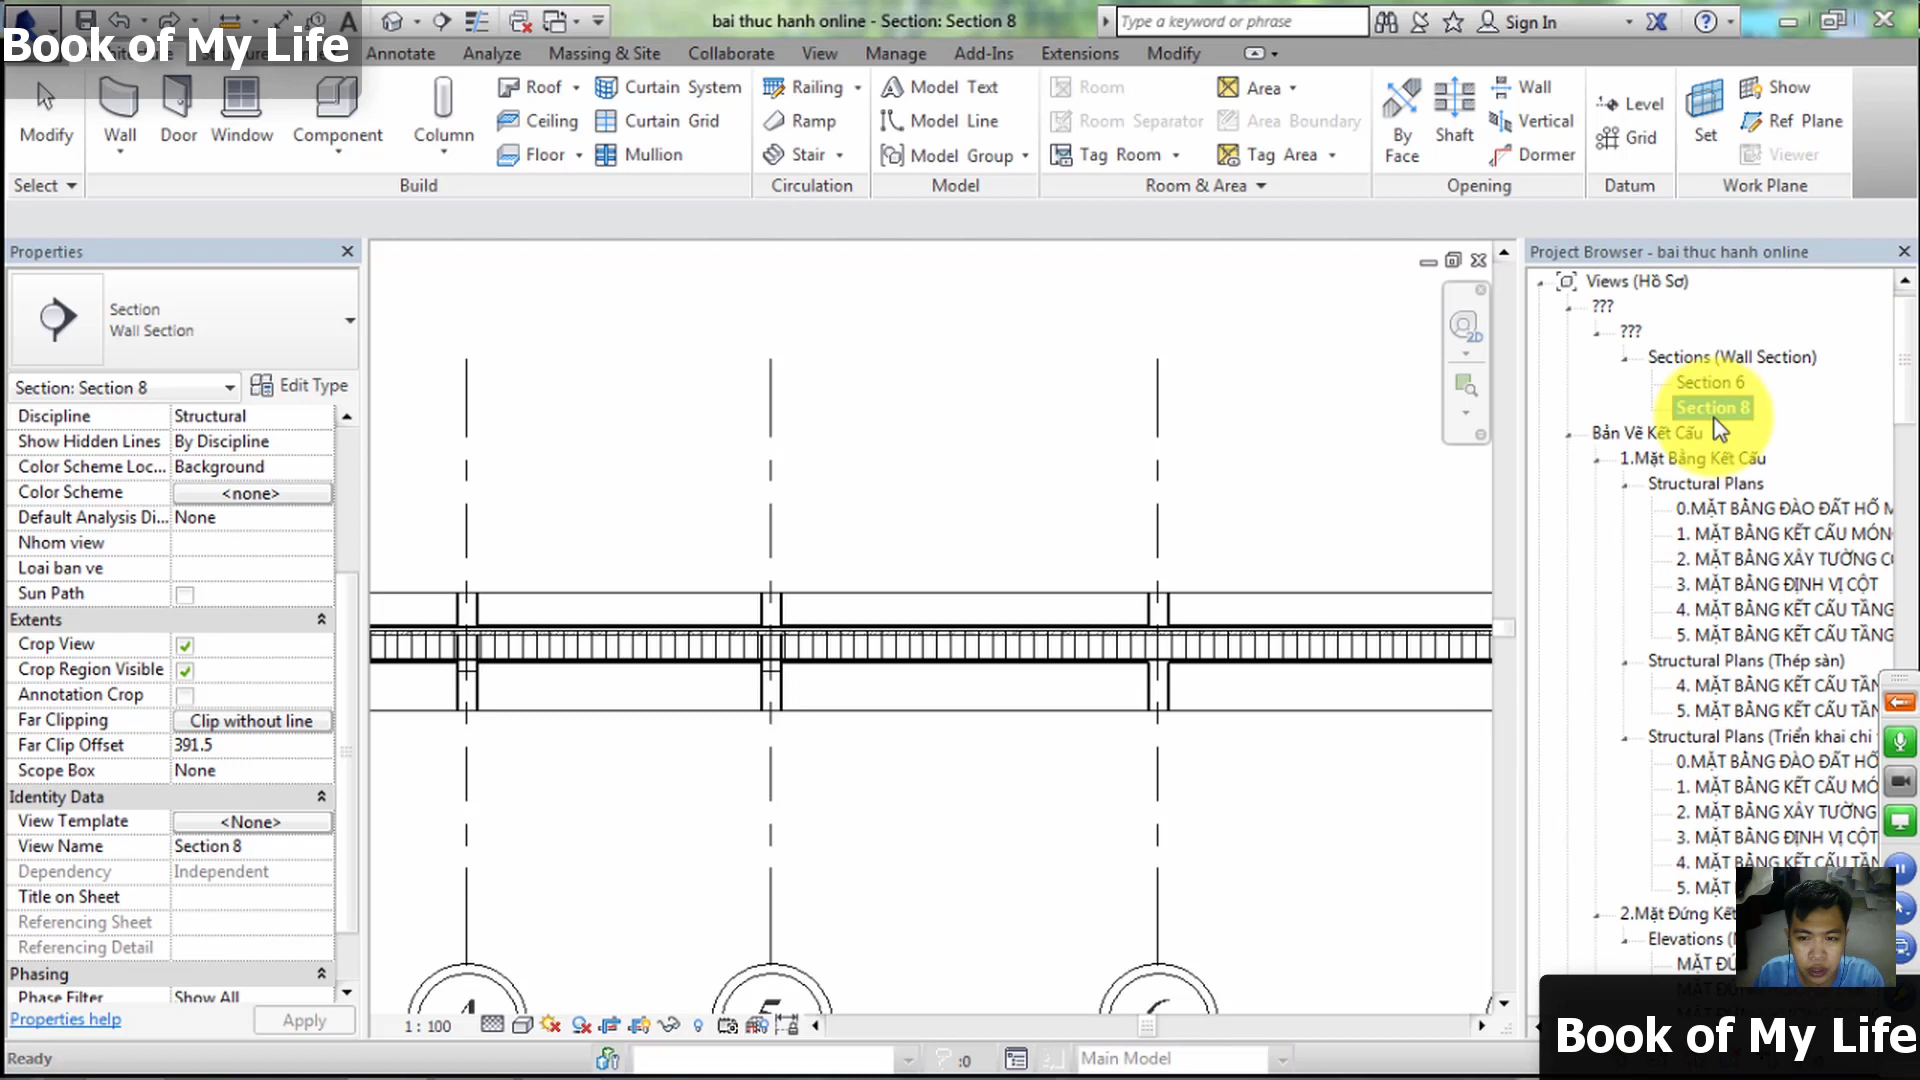 bai thuc hanh online - Section: Section 8
Type a keyword or phrase
Sign In
Book of My Life
Annotate
Analyze
Massing & Site
Collaborate
View
Manage
Add-Ins
Extensions
Modify
Modify
Wall
Door
Window
Component
Column
Roof
Ceiling
Floor
Curtain System
Curtain Grid
Mullion
Railing
Ramp
Stair
Model Text
Model Line
Model Group
Room
Room Separator
Tag Room
Area
Area Boundary
Tag Area
By Face
Shaft
Wall
Vertical
Dormer
Level
Grid
Set
Show
Ref Plane
Viewer
Select
Build
Circulation
Model
Room & Area
Opening
Datum
Work Plane
Properties
Section
Wall Section
Section: Section 8
Edit Type
Discipline Structural
Show Hidden Lines By Discipline
Color Scheme Loc... Background
Color Scheme <none>
Default Analysis Di... None
Nhom view
Loai ban ve
Sun Path
Extents
Crop View
Crop Region Visible
Annotation Crop
Far Clipping Clip without line
Far Clip Offset 391.5
Scope Box None
Identity Data
View Template <None>
View Name Section 8
Dependency Independent
Title on Sheet
Referencing Sheet
Referencing Detail
Phasing
Phase Filter Show All
Properties help
Apply
2D
1 : 100
Ready
:0
Main Model
Project Browser - bai thuc hanh online
Views (Hồ Sơ)
???
???
Sections (Wall Section)
Section 6
Section 8
Bản Vẽ Kết Cấu
1.Mặt Bằng Kết Cấu
Structural Plans
0.MẶT BẰNG ĐÀO ĐẤT HỐ M
1. MẶT BẰNG KẾT CẤU MÓN
2. MẶT BẰNG XÂY TƯỜNG C
3. MẶT BẰNG ĐỊNH VỊ CỘT
4. MẶT BẰNG KẾT CẤU TẦNG
5. MẶT BẰNG KẾT CẤU TẦNG
Structural Plans (Thép sàn)
4. MẶT BẰNG KẾT CẤU TẦN
5. MẶT BẰNG KẾT CẤU TẦN
Structural Plans (Triển khai chi
0.MẶT BẰNG ĐÀO ĐẤT HỐ
1. MẶT BẰNG KẾT CẤU MÓ
2. MẶT BẰNG XÂY TƯỜNG
3. MẶT BẰNG ĐỊNH VỊ CỘT
4. MẶT BẰNG KẾT CẤU TẦN
5. MẶT
2.Mặt Đứng Kết
Elevations
MẶT ĐỨ
Book of My Life